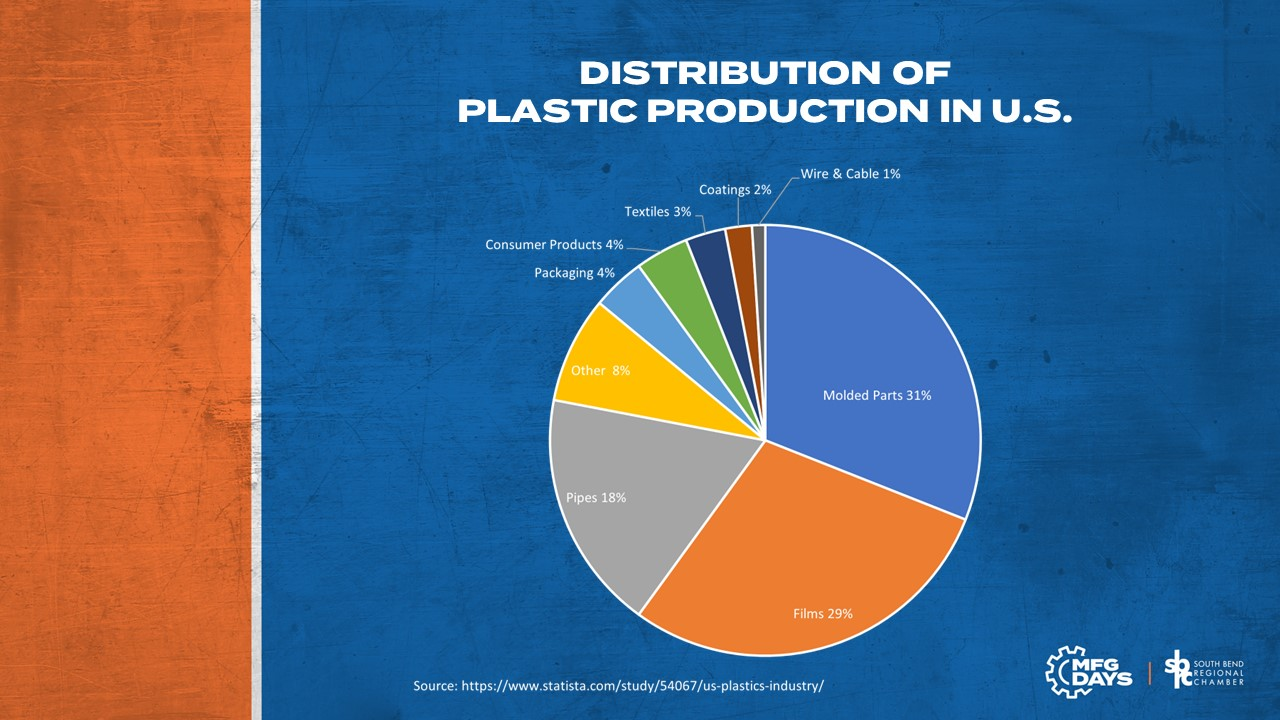 DISTRIBUTION OF
PLASTIC PRODUCTION IN U.S.
Wire & Cable 1%
Coatings 2%
Textiles 3%
Consumer Products 4%
Packaging 4%
Other 8%
Molded Parts 31%
Pipes 18%
Films 29%
Source: https://www.statista.com/study/54067/us-plastics-industry/
MFG
DAYS
sbrc
SOUTH BEND
REGIONAL
CHAMBER